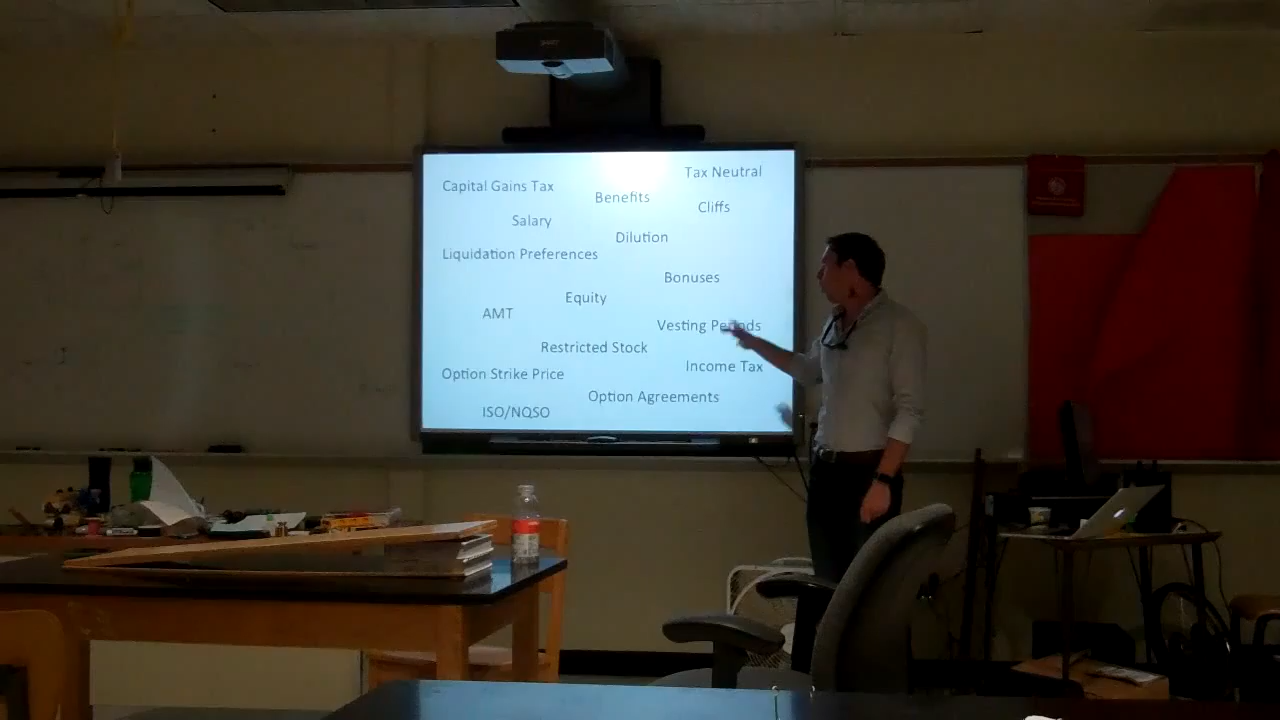 Tax Neutral
Capital Gains Tax
Benefits
Cliffs
Salary
Dilution
Liquidation Preferences
Bonuses
Equity
AMT
Vesting Periods
Restricted Stock
Income Tax
Option Strike Price
Option Agreements
ISO/NQSO